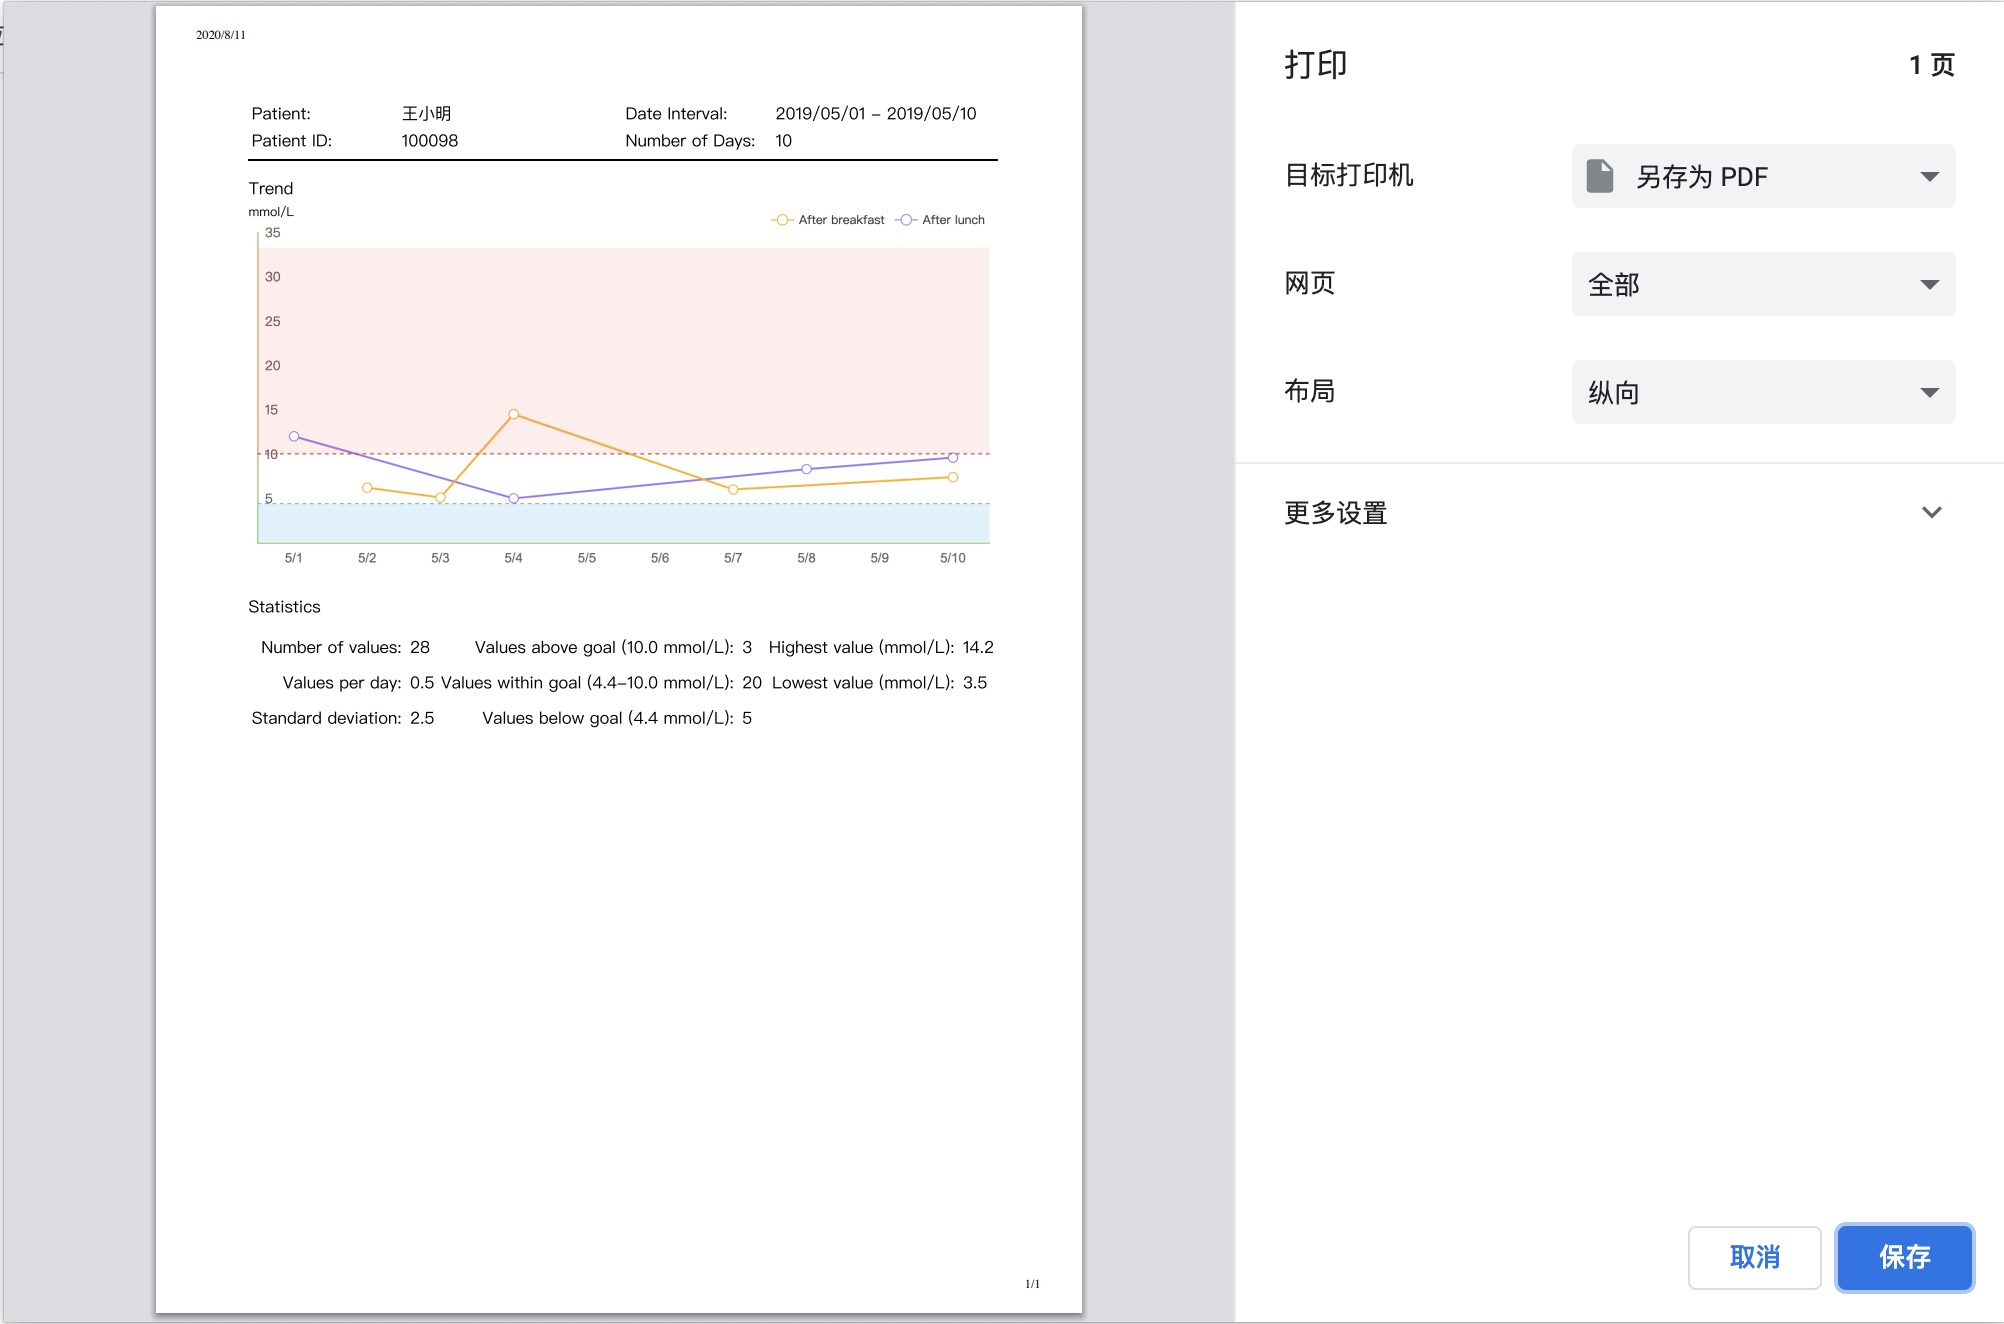 2020/8/11
Patient: 王小明 Date Interval: 2019/05/01 – 2019/05/10
Patient ID: 100098 Number of Days: 10
Trend
mmol/L
After breakfast After lunch
35
30
25
20
15
10
5
5/1 5/2 5/3 5/4 5/5 5/6 5/7 5/8 5/9 5/10
Statistics
Number of values: 28 Values above goal (10.0 mmol/L): 3 Highest value (mmol/L): 14.2
Values per day: 0.5 Values within goal (4.4–10.0 mmol/L): 20 Lowest value (mmol/L): 3.5
Standard deviation: 2.5 Values below goal (4.4 mmol/L): 5
1/1
打印 1 页
目标打印机 另存为 PDF
网页 全部
布局 纵向
更多设置
取消 保存